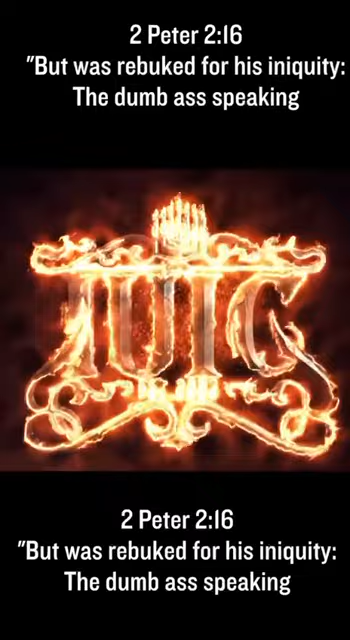 2 Peter 2:16
"But was rebuked for his iniquity:
The dumb ass speaking
IUIC
2 Peter 2:16
"But was rebuked for his iniquity:
The dumb ass speaking